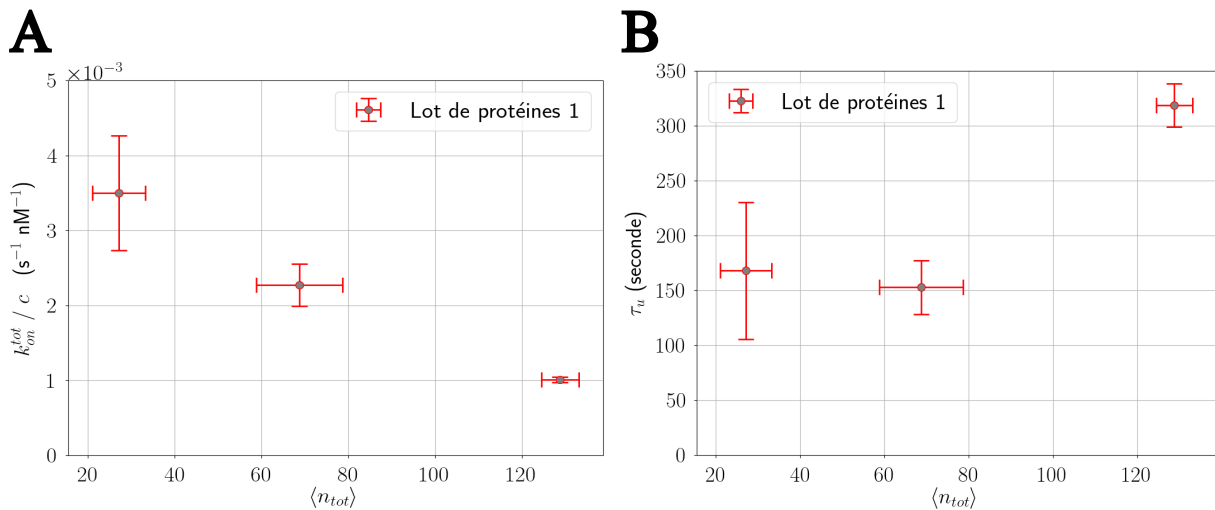 A
×10⁻³
5
4
3
2
1
0
k_on^tot / c (s⁻¹ nM⁻¹)
Lot de protéines 1
20 40 60 80 100 120
⟨n_tot⟩
B
350
300
250
200
150
100
50
0
τ_u (seconde)
Lot de protéines 1
20 40 60 80 100 120
⟨n_tot⟩